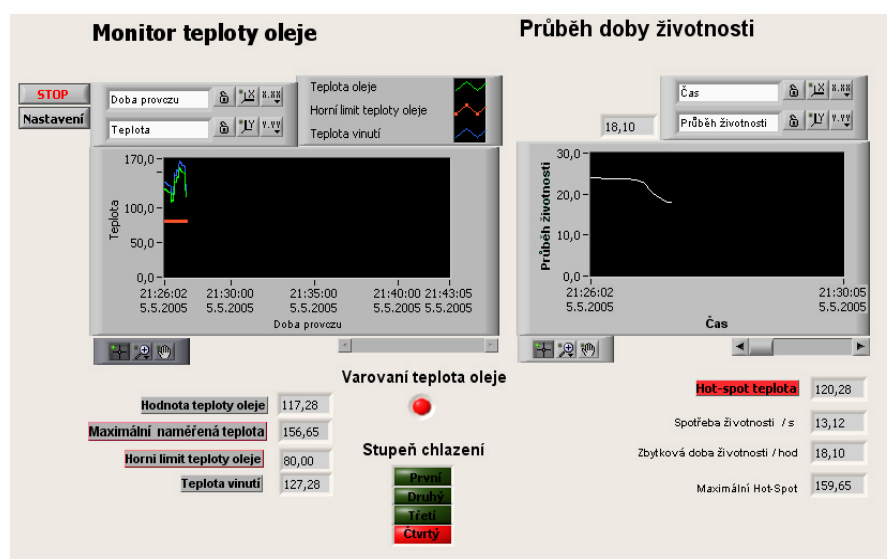 Monitor teploty oleje
Průběh doby životnosti
STOP
Nastavení
Doba provozu
Teplota
X.XX
Y.YY
Teplota oleje
Horní limit teploty oleje
Teplota vinutí
18,10
Čas
Průběh životnosti
X.XX
Y.YY
Teplota
170,0
100,0
50,0
0,0
21:26:02 21:30:00 21:35:00 21:40:00 21:43:05
5.5.2005 5.5.2005 5.5.2005 5.5.2005 5.5.2005
Doba provozu
Průběh životnosti
30,0
20,0
10,0
0,0
21:26:02 21:30:05
5.5.2005 5.5.2005
Čas
Varovaní teplota oleje
Hodnota teploty oleje 117,28
Maximální naměřená teplota 156,65
Horni limit teploty oleje 80,00
Teplota vinutí 127,28
Stupeň chlazení
První
Druhý
Třetí
Čtvrtý
Hot-spot teplota 120,28
Spotřeba životnosti / s 13,12
Zbytková doba životnosti / hod 18,10
Maximální Hot-Spot 159,65